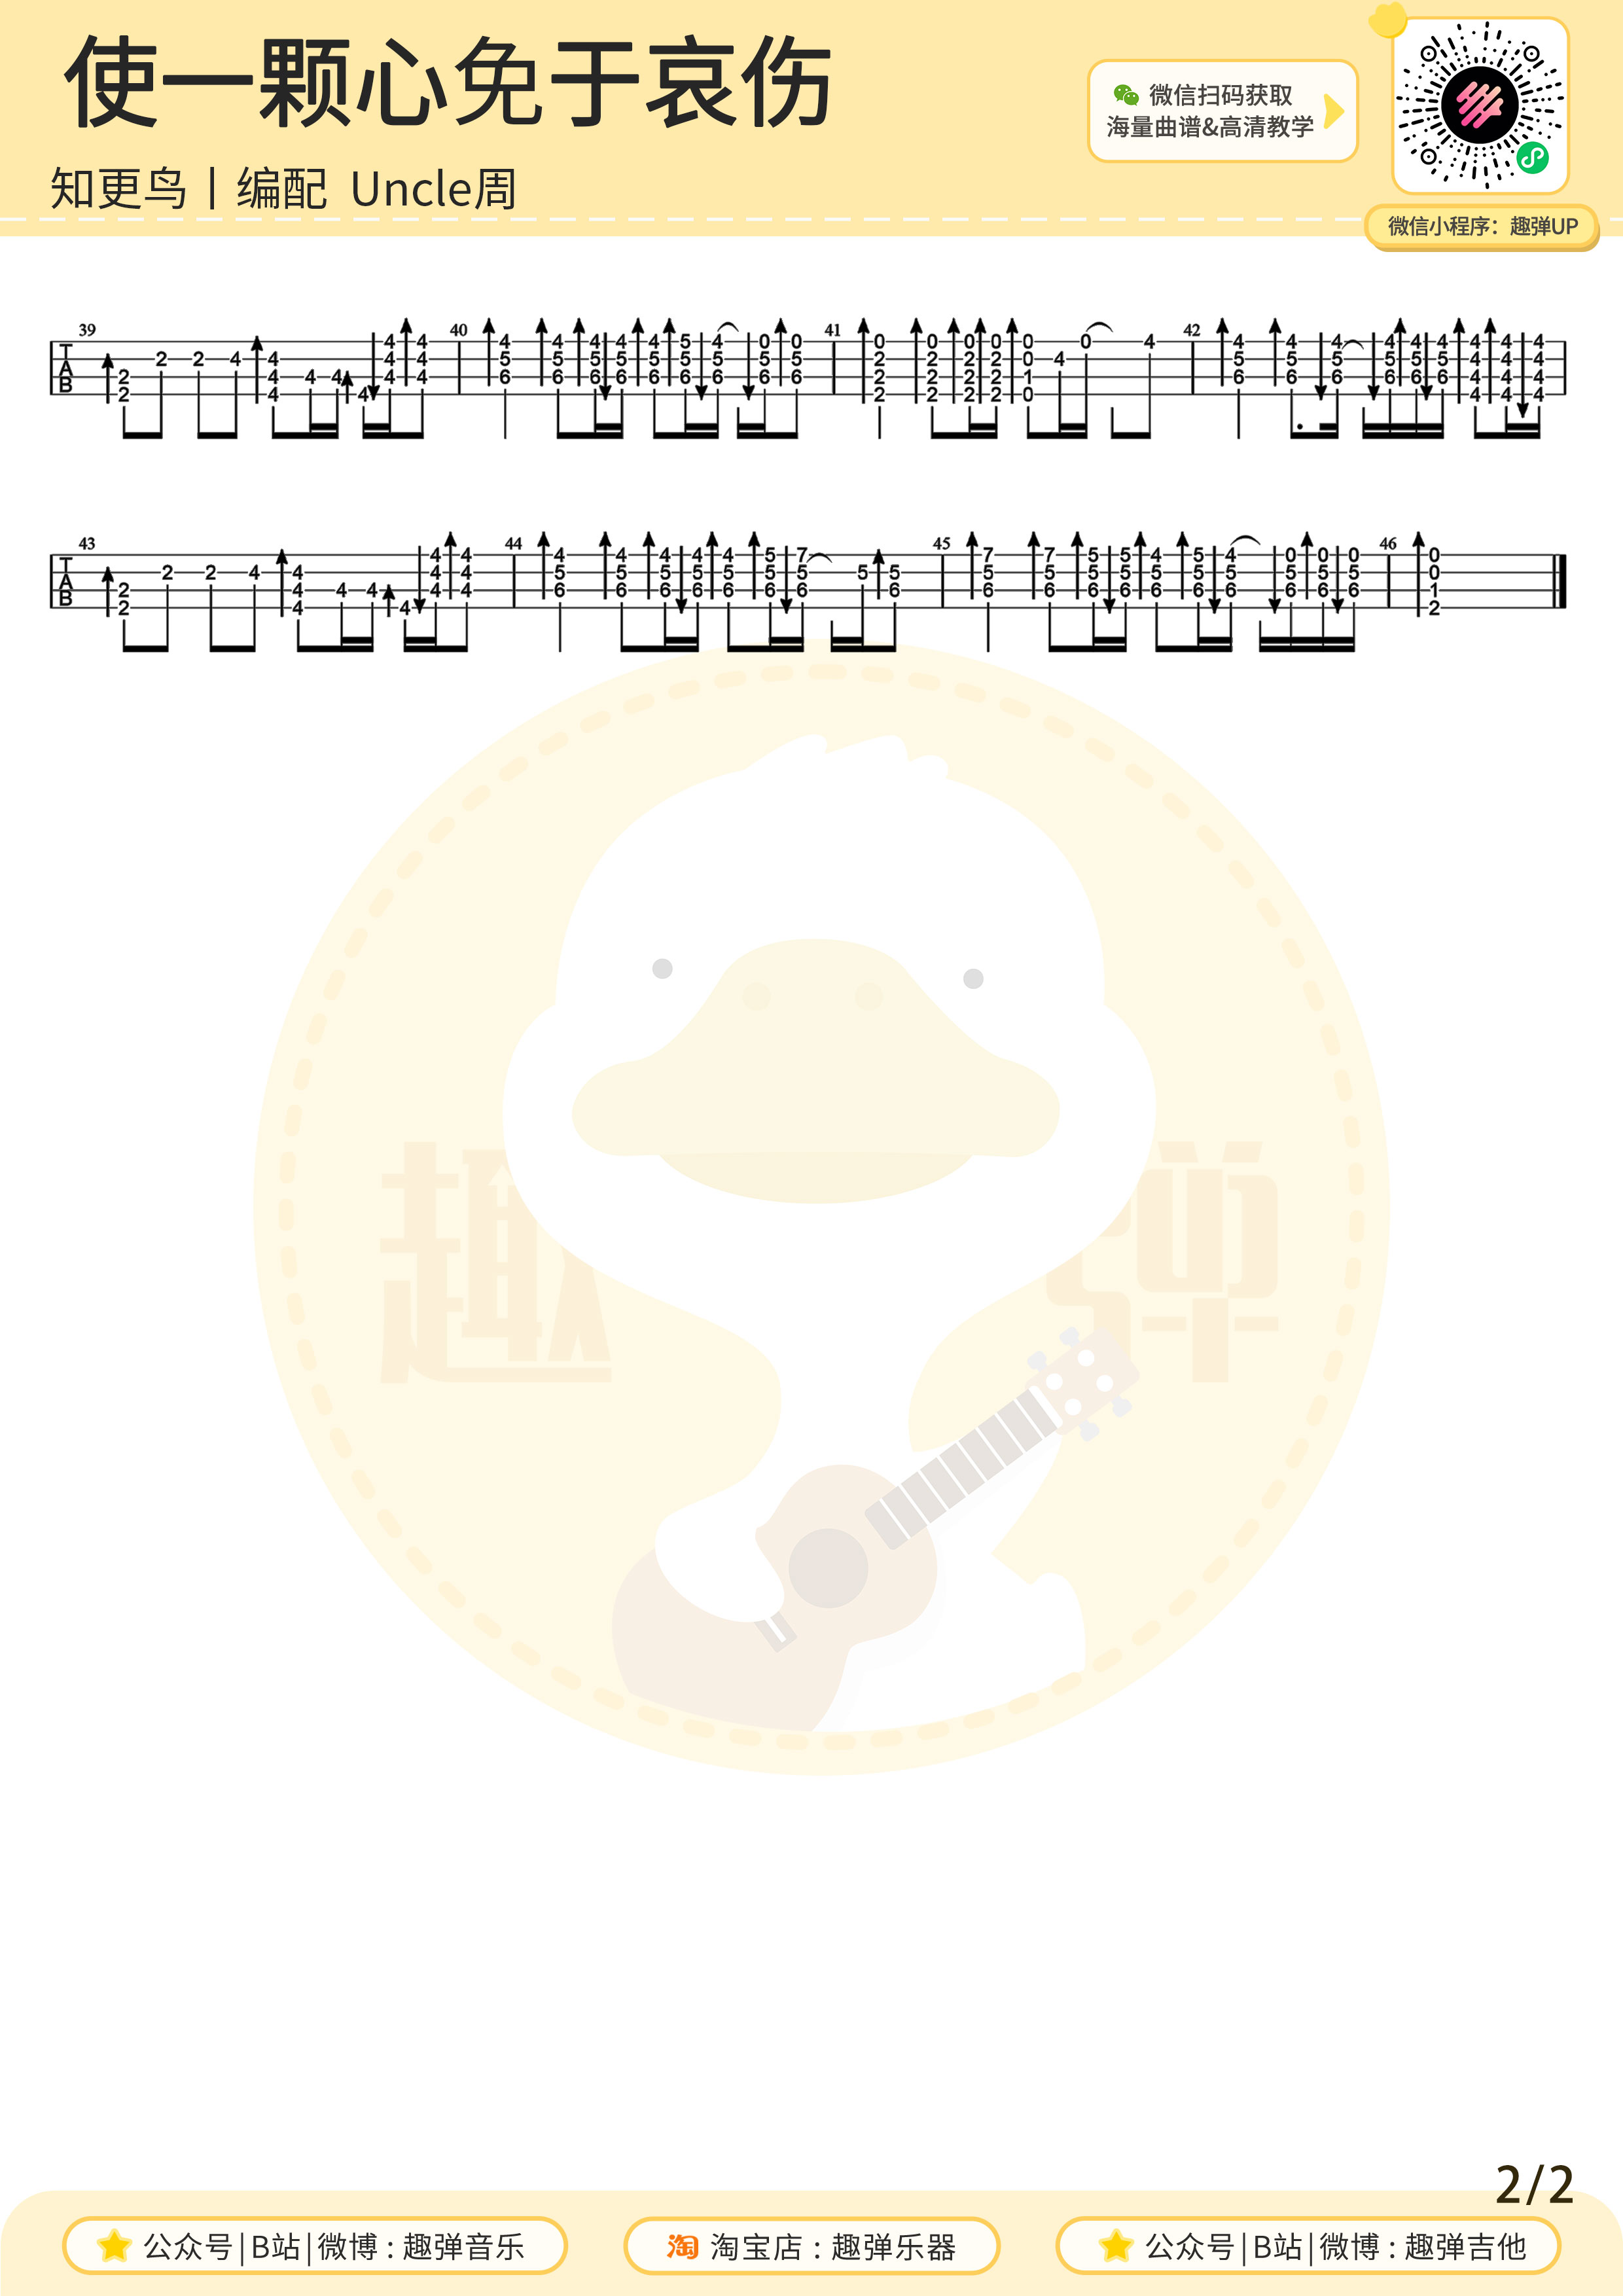 使一颗心免于哀伤
知更鸟 | 编配 Uncle周
微信扫码获取
海量曲谱&高清教学
微信小程序：趣弹UP
39 40 41 42
TAB
43 44 45 46
TAB
趣弹
2/2
公众号|B站|微博：趣弹音乐
淘 淘宝店：趣弹乐器
公众号|B站|微博：趣弹吉他